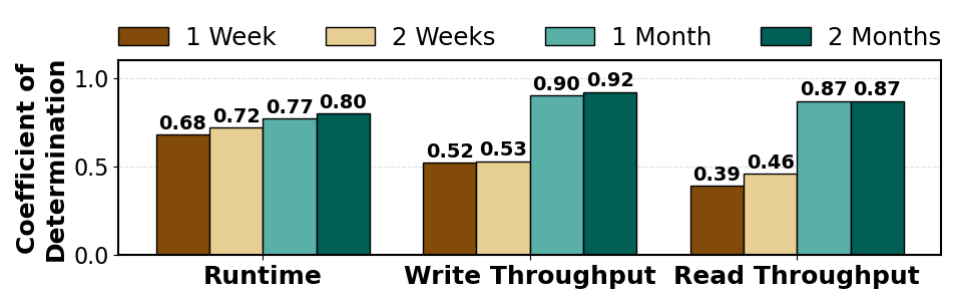 1 Week 2 Weeks 1 Month 2 Months
Coefficient of
Determination
1.0
0.5
0.0
0.68 0.72 0.77 0.80
0.52 0.53 0.90 0.92
0.39 0.46 0.87 0.87
Runtime Write Throughput Read Throughput